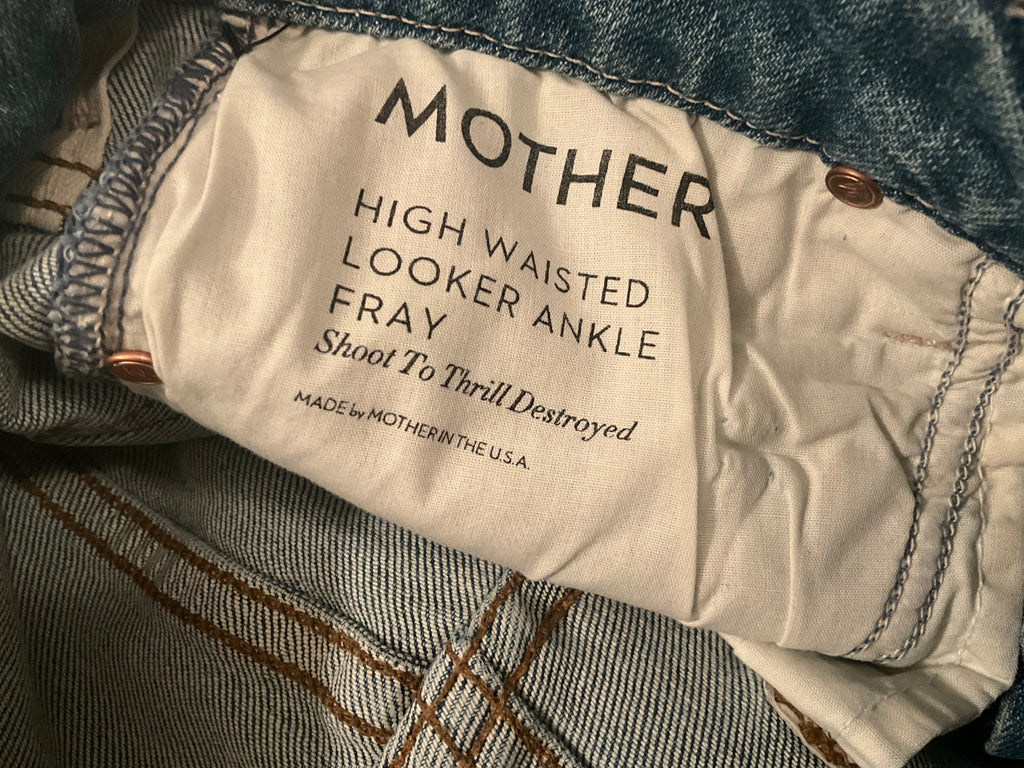 MOTHER
HIGH WAISTED
LOOKER ANKLE
FRAY
Shoot To Thrill Destroyed
MADE by MOTHER IN THE U.S.A.